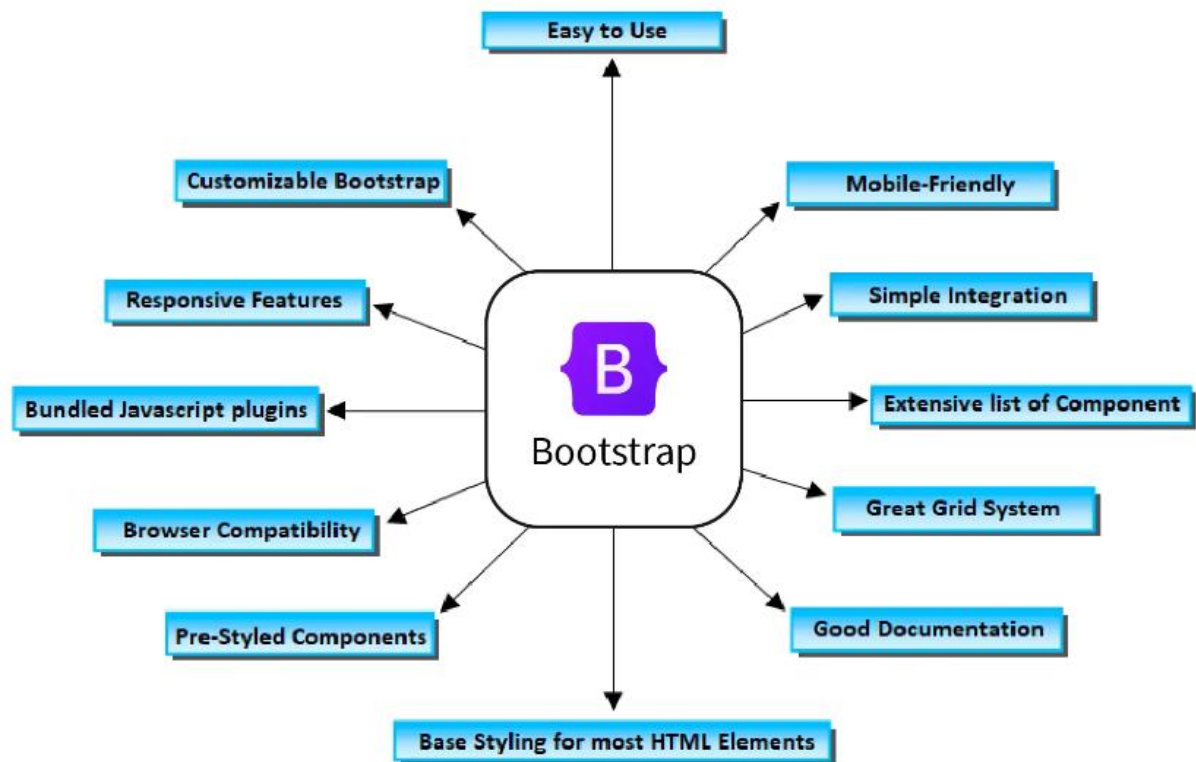 Easy to Use
Customizable Bootstrap
Mobile-Friendly
Responsive Features
Simple Integration
B
Bootstrap
Bundled Javascript plugins
Extensive list of Component
Browser Compatibility
Great Grid System
Pre-Styled Components
Good Documentation
Base Styling for most HTML Elements